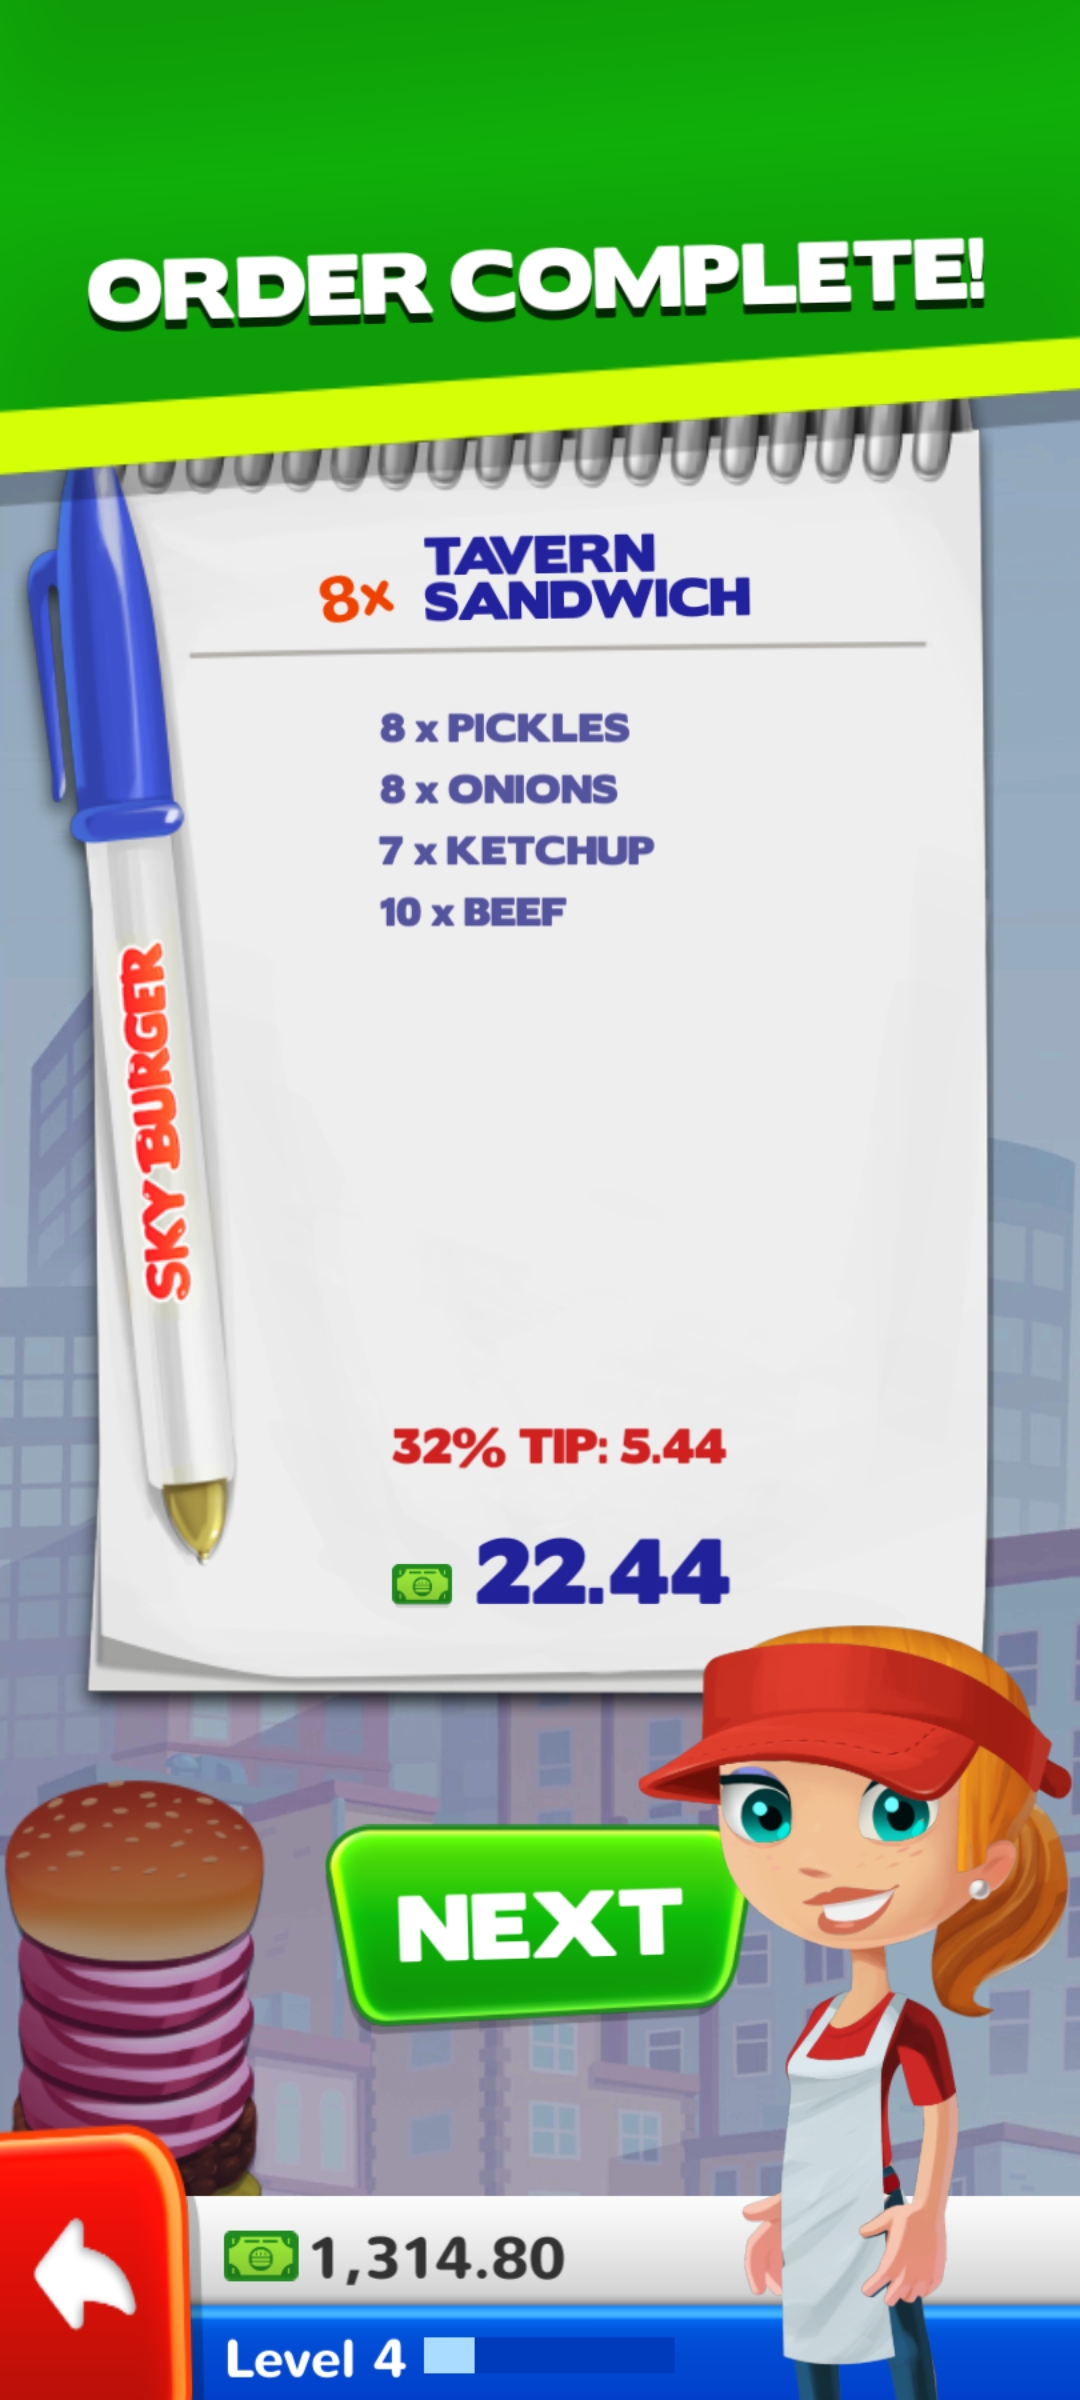 ORDER COMPLETE!
8x TAVERN
SANDWICH
8 x PICKLES
8 x ONIONS
7 x KETCHUP
10 x BEEF
SKY BURGER
32% TIP: 5.44
22.44
NEXT
1,314.80
Level 4